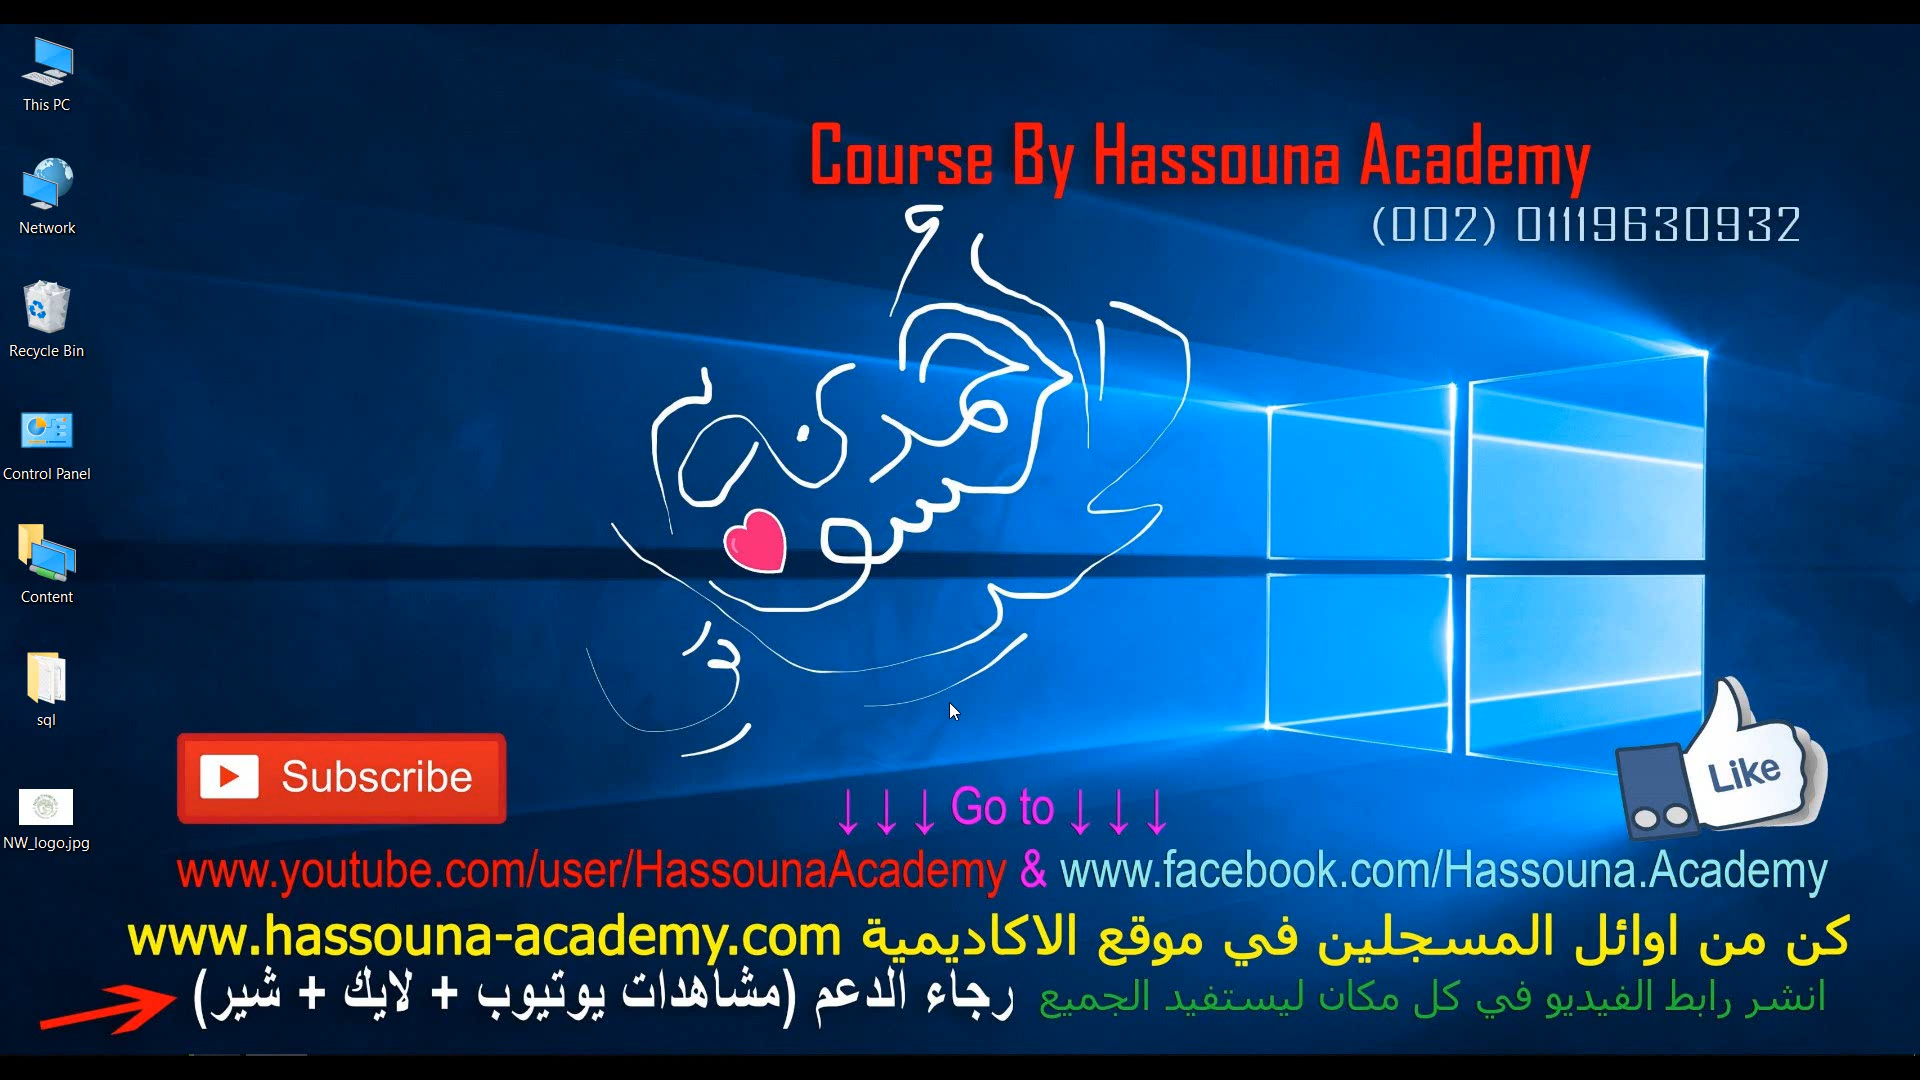 This PC
Network
Recycle Bin
Control Panel
Content
sql
NW_logo.jpg
Course By Hassouna Academy
(002) 01119630932
Subscribe
Like
↓ ↓ ↓ Go to ↓ ↓ ↓
www.youtube.com/user/HassounaAcademy & www.facebook.com/Hassouna.Academy
كن من اوائل المسجلين في موقع الاكاديمية www.hassouna-academy.com
انشر رابط الفيديو في كل مكان ليستفيد الجميع رجاء الدعم (مشاهدات يوتيوب + لايك + شير)